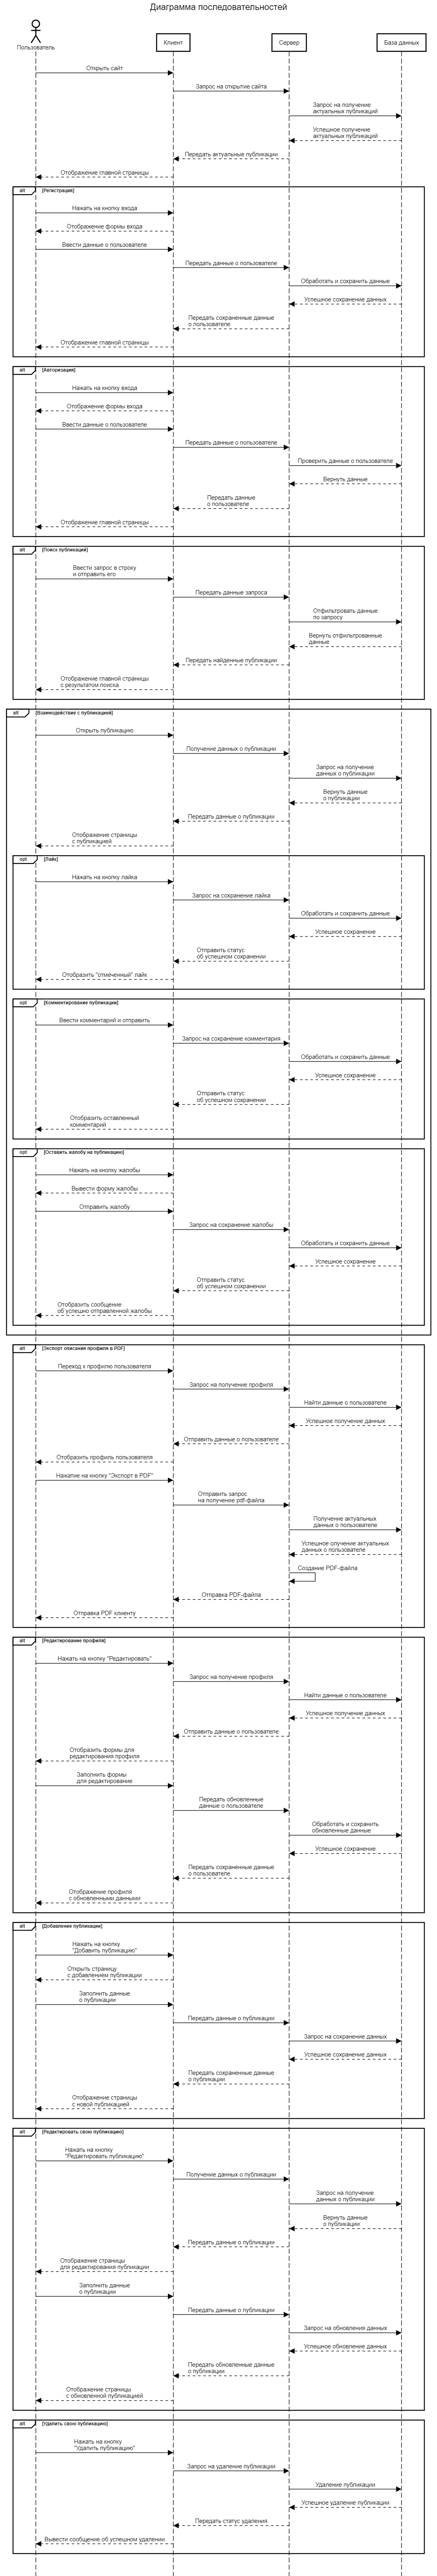 Диаграмма последовательностей
Пользователь
Клиент
Сервер
База данных
Открыть сайт
Запрос на открытие сайта
Запрос на получение
актуальных публикаций
Успешное получие
актуальных публикаций
Передать актуальные публикации
Отображение главной страницы
alt
[Регистрация]
Нажать на кнопку входа
Отображение формы входа
Ввести данные о пользователе
Передать данные о пользователе
Обработать и сохранить данные
Успешное сохранение данных
Передать сохраненные данные
о пользователе
Отображение главной страницы
alt
[Авторизация]
Нажать на кнопку входа
Отображение формы входа
Ввести данные о пользователе
Передать данные о пользователе
Проверить данные о пользователе
Вернуть данные
Передать данные
о пользователе
Отображение главной страницы
alt
[Поиск публикаций]
Ввести запрос в строку
и отправить его
Передать данные запроса
Отфильтровать данные
по запросу
Вернуть отфильтрованные
данные
Передать найденные публикации
Отображение главной страницы
с результатом поиска
alt
[Взаимодействие с публикацией]
Открыть публикацию
Получение данных о публикации
Запрос на получение
данных о публикации
Вернуть данные
о публикации
Передать данные о публикации
Отображение страницы
с публикацией
opt
[Лайк]
Нажать на кнопку лайка
Запрос на сохранение лайка
Обработать и сохранить данные
Успешное сохранение
Отправить статус
об успешном сохранении
Отобразить "отмеченный" лайк
opt
[Комментирование публикации]
Ввести комментарий и отправить
Запрос на сохранение комментария
Обработать и сохранить данные
Успешное сохранение
Отправить статус
об успешном сохранении
Отобразить оставленный
комментарий
opt
[Оставить жалобу на публикацию]
Нажать на кнопку жалобы
Вывести форму жалобы
Отправить жалобу
Запрос на сохранение жалобы
Обработать и сохранить данные
Успешное сохранение
Отправить статус
об успешном сохранении
Отобразить сообщение
об успешно отправленной жалобы
alt
[Экспорт описания профиля в PDF]
Переход к профилю пользователя
Запрос на получение профиля
Найти данные о пользователе
Успешное получение данных
Отправить данные о пользователе
Отобразить профиль пользователя
Нажатие на кнопку "Экспорт в PDF"
Отправить запрос
на получение pdf-файла
Получение актуальных
данных о пользователе
Успешное олучение актуальных
данных о пользователе
Создание PDF-файла
Отправка PDF-файла
Отправка PDF клиенту
alt
[Редактирование профиля]
Нажать на кнопку "Редактировать"
Запрос на получение профиля
Найти данные о пользователе
Успешное получение данных
Отправить данные о пользователе
Отобразить формы для
редактирования профиля
Заполнить формы
для редактирование
Передать обновленные
данные о пользователе
Обработать и сохранить
обновленные данные
Успешное сохранение
Передать сохраненные данные
о пользователе
Отображение профиля
с обновленными данными
alt
[Добавление публикации]
Нажать на кнопку
"Добавить публикацию"
Открыть страницу
с добавлением публикации
Заполнить данные
о публикации
Передать данные о публикации
Запрос на сохранение данных
Успешное сохранение данных
Передать сохраненные данные
о публикации
Отображение страницы
с новой публикацией
alt
[Редактировать свою публикацию]
Нажать на кнопку
"Редактировать публикацию"
Получение данных о публикации
Запрос на получение
данных о публикации
Вернуть данные
о публикации
Передать данные о публикации
Отображение страницы
для редактирования публикации
Заполнить данные
о публикации
Передать данные о публикации
Запрос на обновления данных
Успешное обновление данных
Передать обновленные данные
о публикации
Отображение страницы
с обновленной публикацией
alt
[Удалить свою публикацию]
Нажать на кнопку
"Удалить публикацию"
Запрос на удаление публикации
Удаление публикации
Успешное удаление публикации
Передать статус удаления
Вывести сообщение об успешном удалении